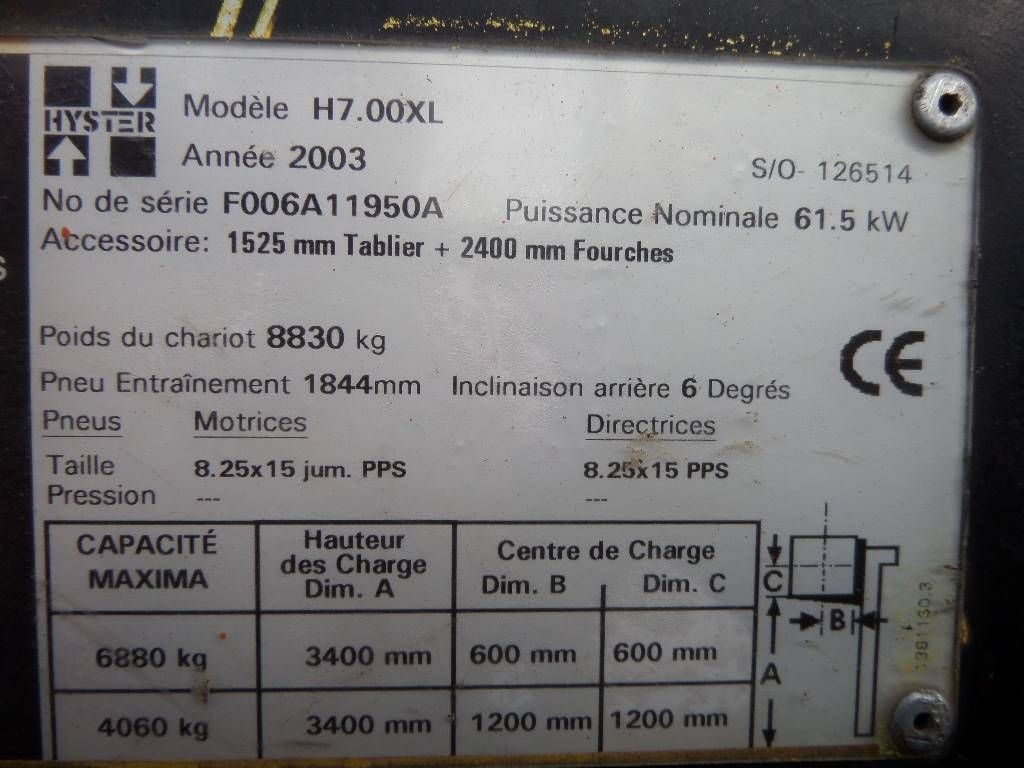 HYSTER
Modèle H7.00XL
Année 2003
S/O- 126514
No de série F006A11950A Puissance Nominale 61.5 kW
Accessoire: 1525 mm Tablier + 2400 mm Fourches
Poids du chariot 8830 kg
CE
Pneu Entraînement 1844mm Inclinaison arrière 6 Degrés
Pneus Motrices Directrices
Taille 8.25x15 jum. PPS 8.25x15 PPS
Pression --- ---
CAPACITÉ MAXIMA
Hauteur des Charge Dim. A
Centre de Charge
Dim. B Dim. C
6880 kg 3400 mm 600 mm 600 mm
4060 kg 3400 mm 1200 mm 1200 mm
C
B
A